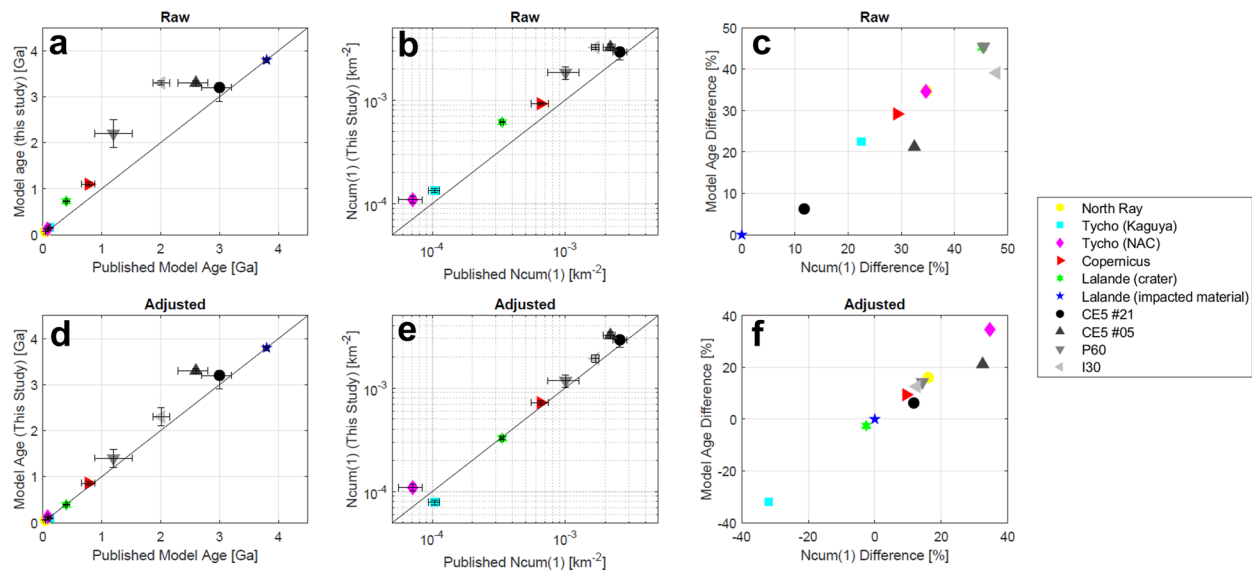 Raw
a
Model age (this study) [Ga]
4
3
2
1
0
0
1
2
3
4
Published Model Age [Ga]
Raw
b
Ncum(1) (This Study) [km-2]
10-3
10-4
10-4
10-3
Published Ncum(1) [km-2]
Raw
c
Model Age Difference [%]
50
40
30
20
10
0
0
10
20
30
40
50
Ncum(1) Difference [%]
Adjusted
d
Model Age (This Study) [Ga]
4
3
2
1
0
0
1
2
3
4
Published Model Age [Ga]
Adjusted
e
Ncum(1) (This Study) [km-2]
10-3
10-4
10-4
10-3
Published Ncum(1) [km-2]
Adjusted
f
Model Age Difference [%]
40
20
0
-20
-40
-40
-20
0
20
40
Ncum(1) Difference [%]
North Ray
Tycho (Kaguya)
Tycho (NAC)
Copernicus
Lalande (crater)
Lalande (impacted material)
CE5 #21
CE5 #05
P60
I30